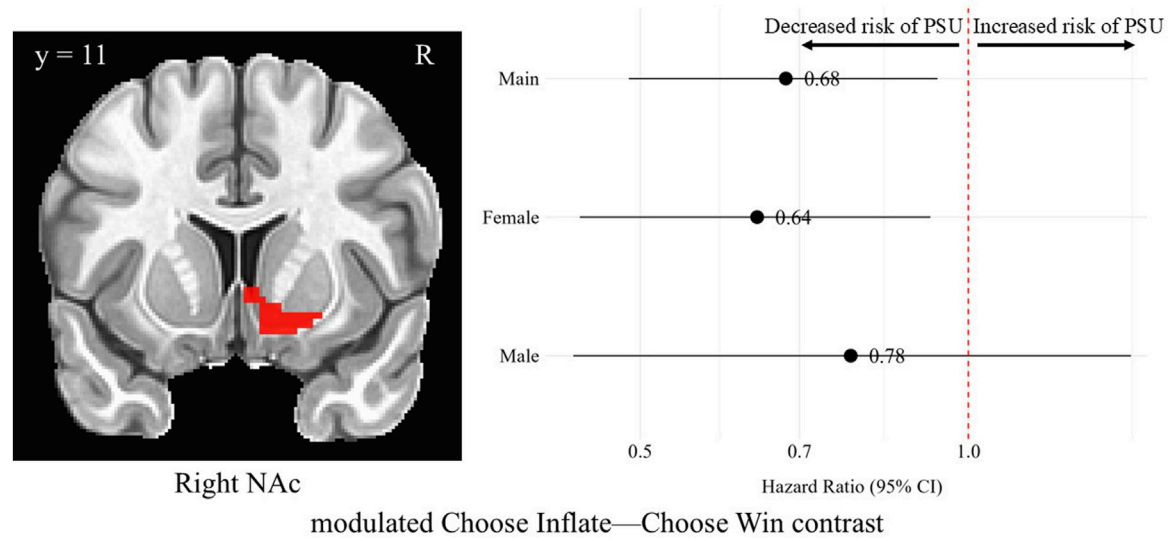 y = 11
R
Right NAc
Decreased risk of PSU
Increased risk of PSU
Main
0.68
Female
0.64
Male
0.78
0.5
0.7
1.0
Hazard Ratio (95% CI)
modulated Choose Inflate—Choose Win contrast